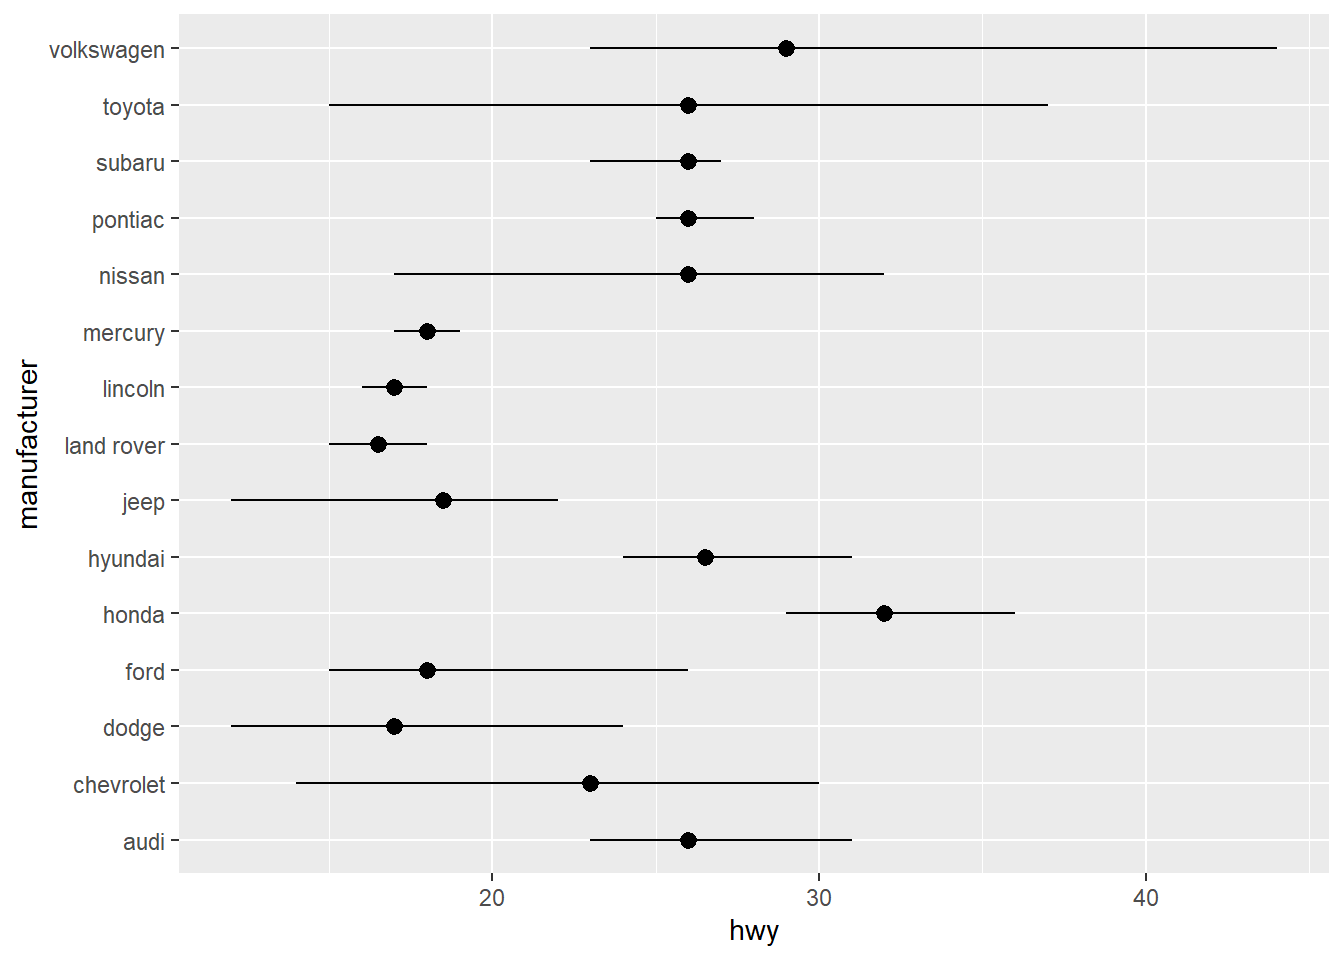 volkswagen
toyota
subaru
pontiac
nissan
mercury
lincoln
land rover
jeep
hyundai
honda
ford
dodge
chevrolet
audi
manufacturer
20 30 40
hwy